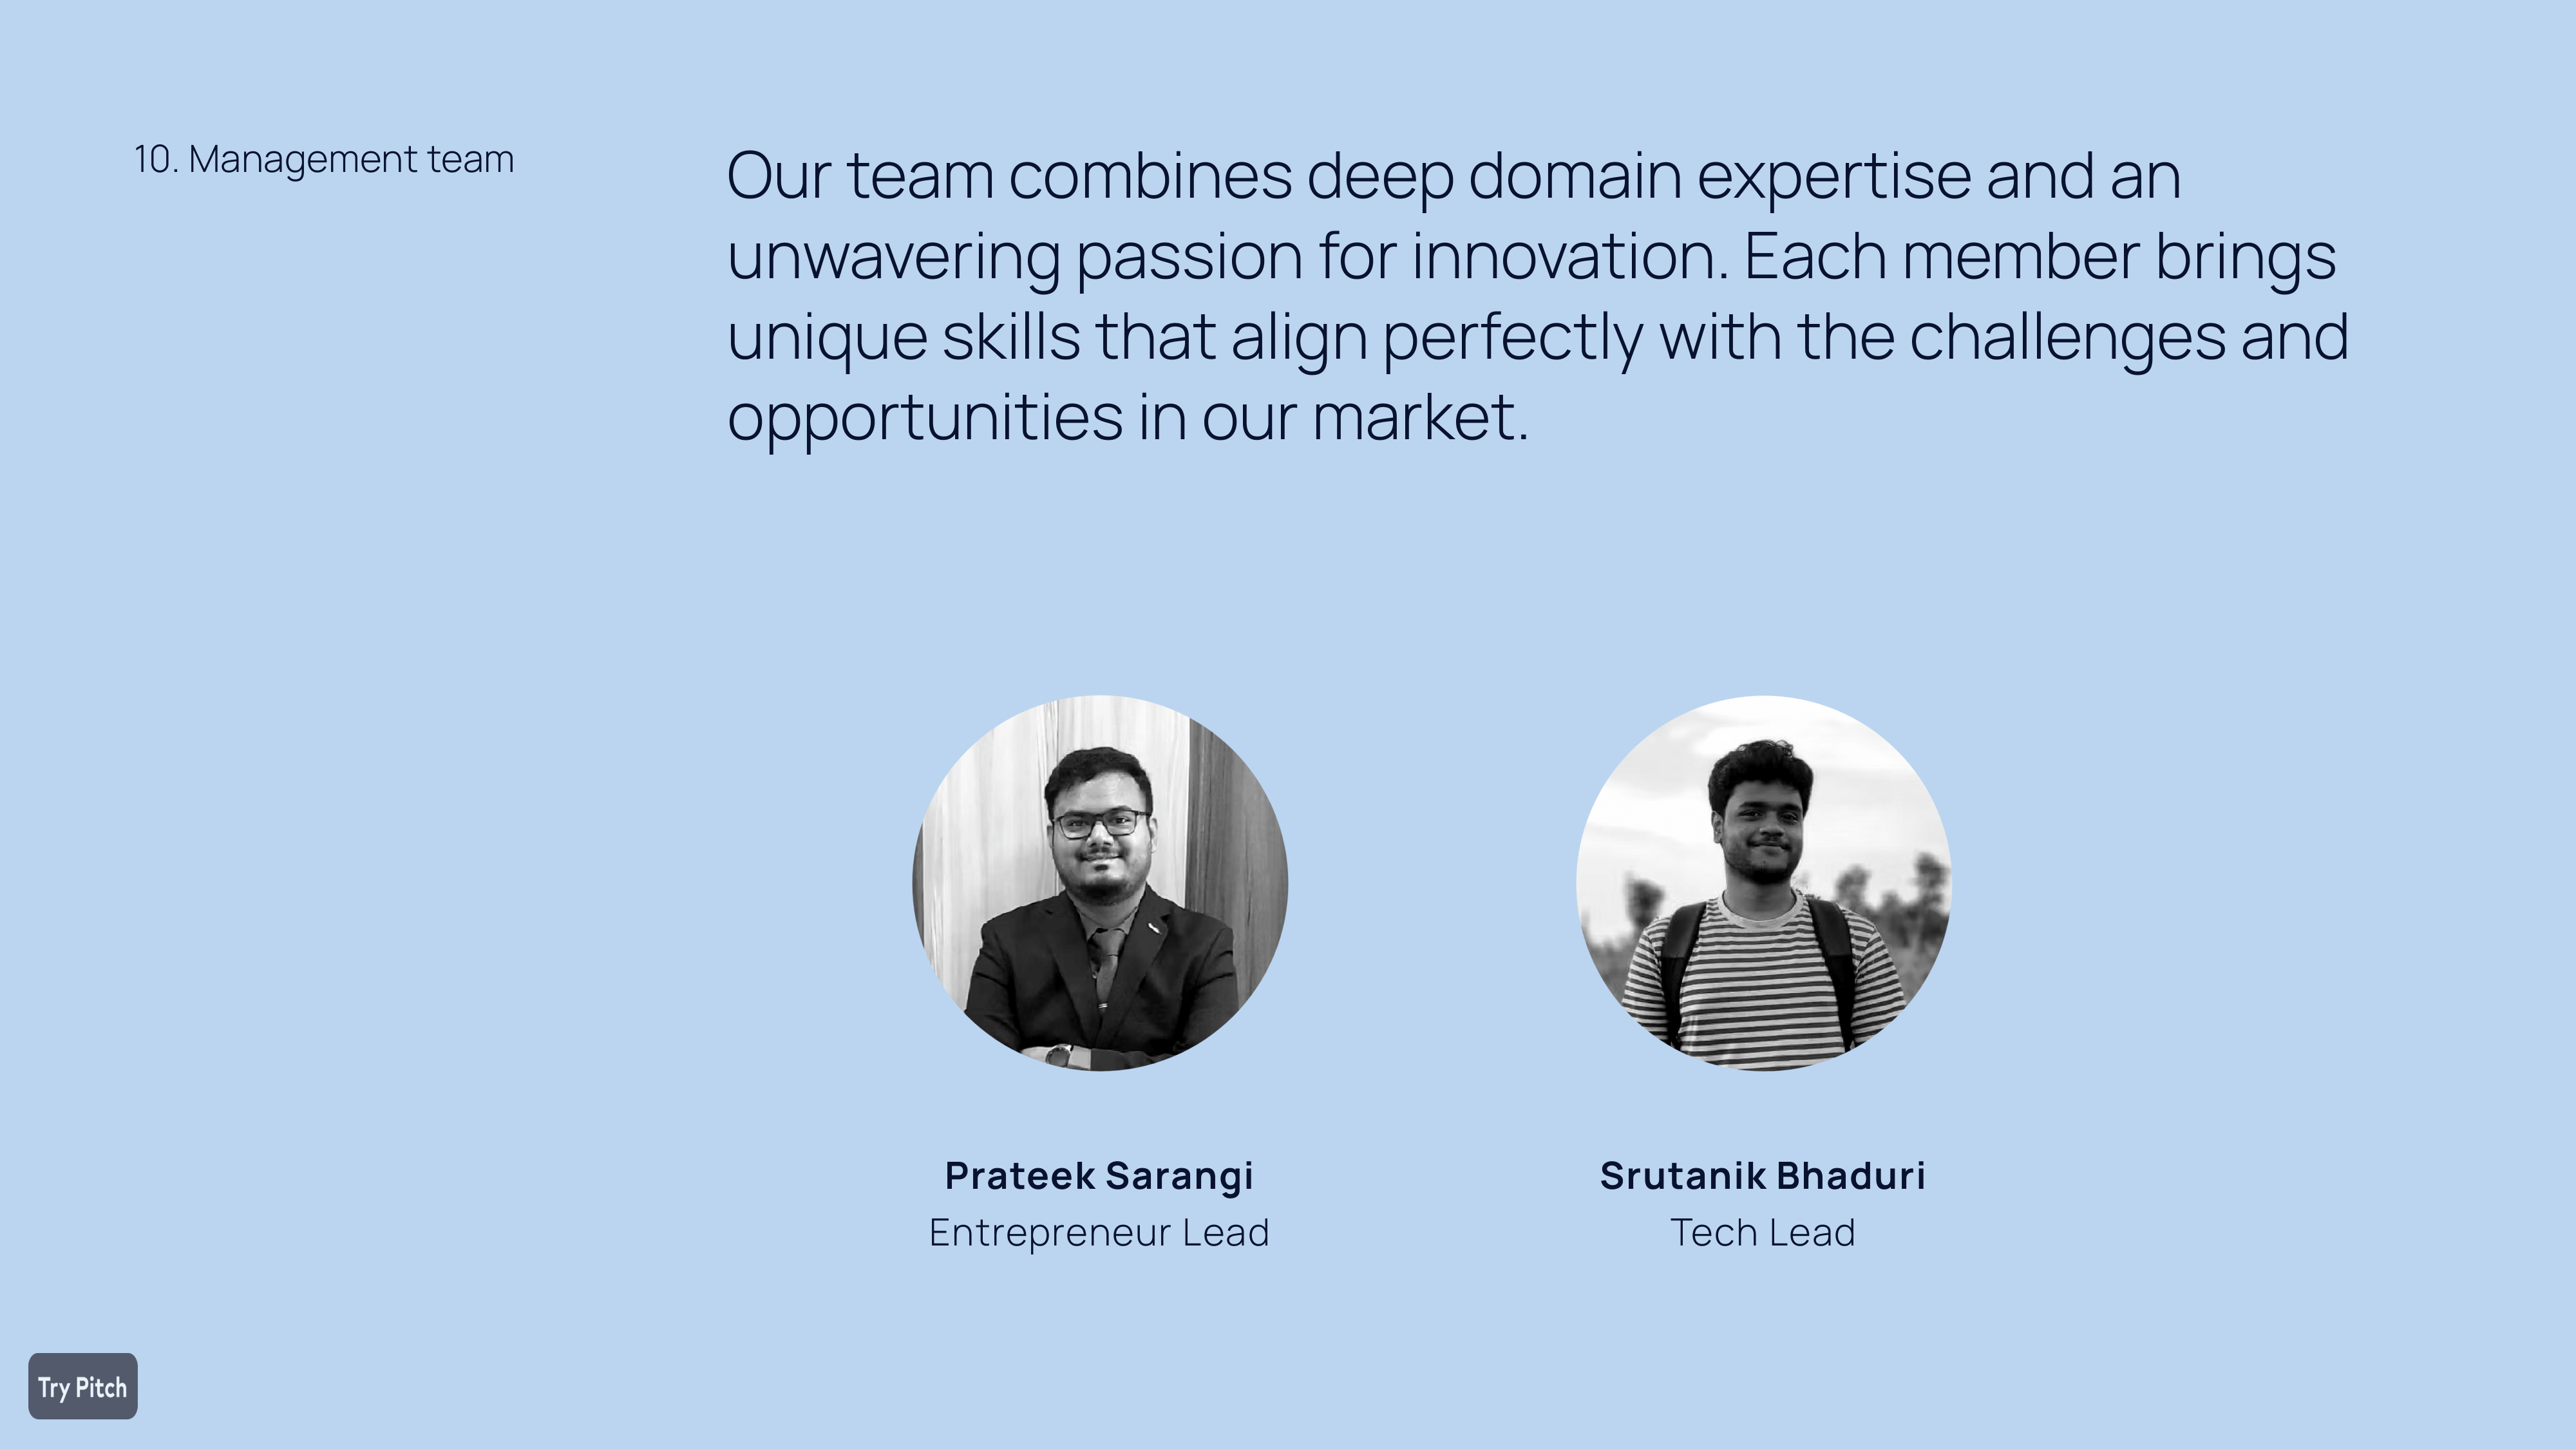 10. Management team
Our team combines deep domain expertise and an
unwavering passion for innovation. Each member brings
unique skills that align perfectly with the challenges and
opportunities in our market.
Prateek Sarangi
Entrepreneur Lead
Srutanik Bhaduri
Tech Lead
Try Pitch